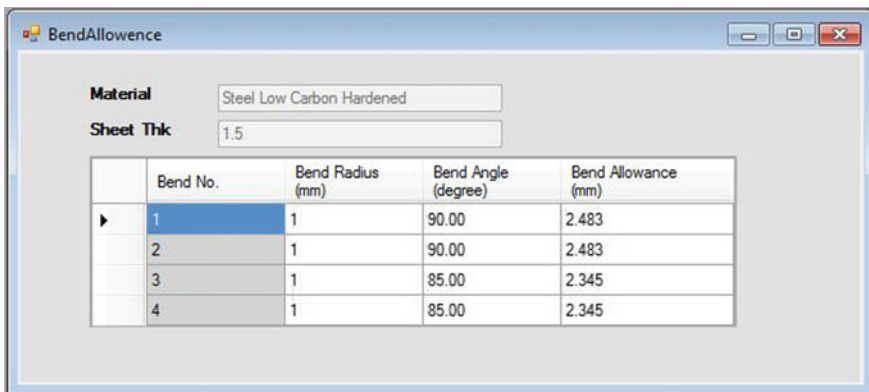 BendAllowence
Material Steel Low Carbon Hardened
Sheet Thk 1.5
Bend No. Bend Radius (mm) Bend Angle (degree) Bend Allowance (mm)
1 1 90.00 2.483
2 1 90.00 2.483
3 1 85.00 2.345
4 1 85.00 2.345